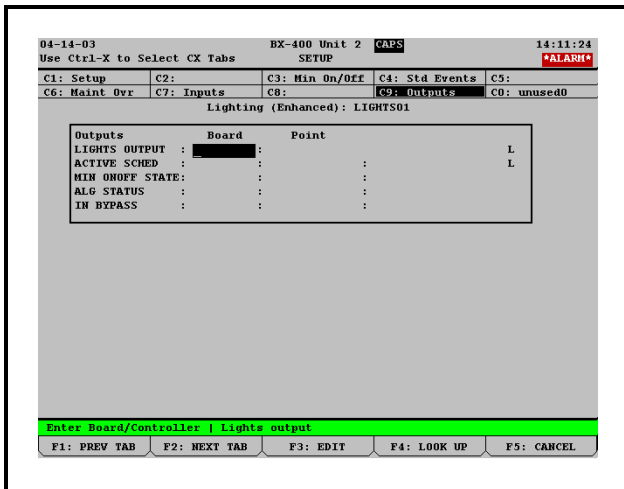 04-14-03 BX-400 Unit 2 CAPS 14:11:24
Use Ctrl-X to Select CX Tabs SETUP *ALARM*
C1: Setup C2: C3: Min On/Off C4: Std Events C5:
C6: Maint Ovr C7: Inputs C8: C9: Outputs C0: unused0
Lighting (Enhanced): LIGHTS01
Outputs Board Point
LIGHTS OUTPUT : _ : L
ACTIVE SCHED : : : L
MIN ONOFF STATE: : :
ALG STATUS : : :
IN BYPASS : : :
Enter Board/Controller | Lights output
F1: PREV TAB F2: NEXT TAB F3: EDIT F4: LOOK UP F5: CANCEL